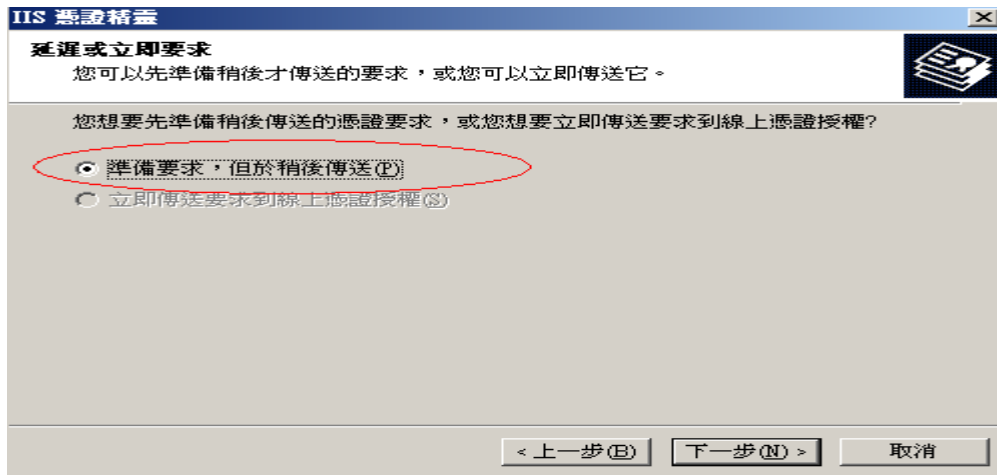 IIS 憑證精靈
延遲或立即要求
您可以先準備稍後才傳送的要求，或您可以立即傳送它。
您想要先準備稍後傳送的憑證要求，或您想要立即傳送要求到線上憑證授權?
準備要求，但於稍後傳送(P)
立即傳送要求到線上憑證授權(S)
<上一步(B) 下一步(N)> 取消